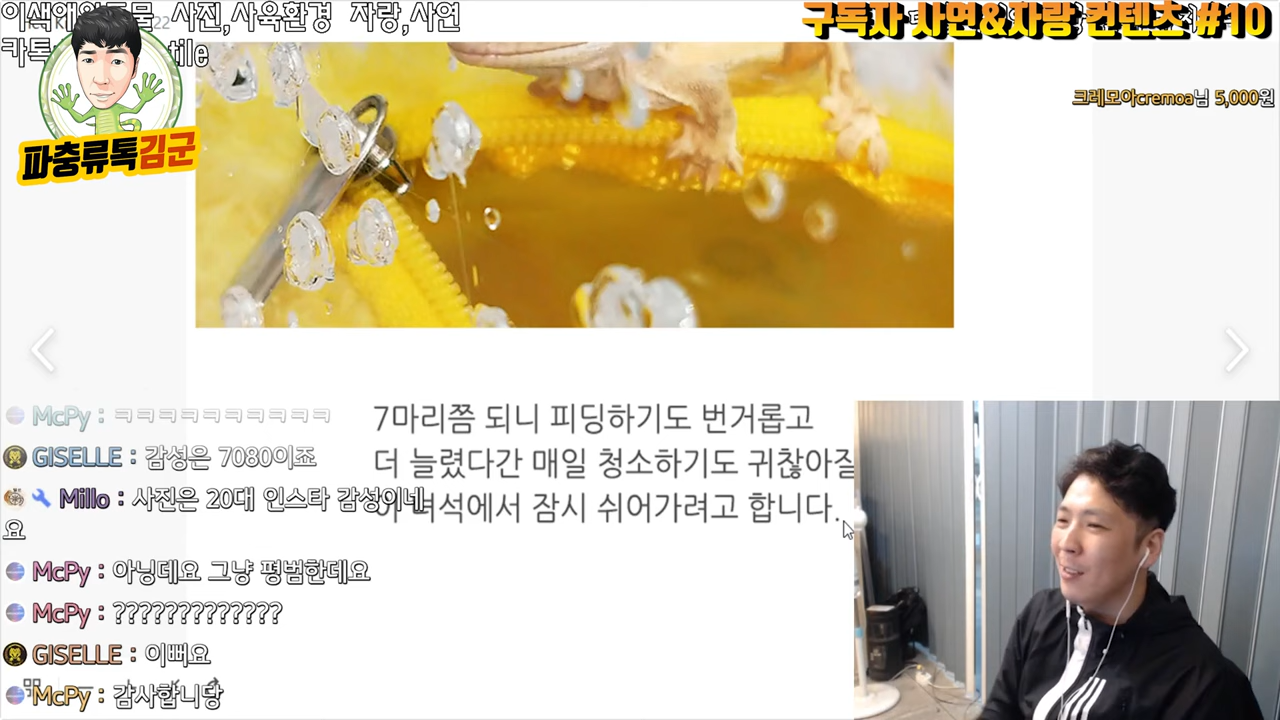 이색애완동물 사진, 사육환경 자랑,사연
카톡 tile
구독자 사연&자랑 컨텐츠 #10
크레모아cremoa님 5,000원
파충류톡김군
7마리쯤 되니 피딩하기도 번거롭고
더 늘렸다간 매일 청소하기도 귀찮아질
녀석에서 잠시 쉬어가려고 합니다.
McPy : ㅋㅋㅋㅋㅋㅋㅋㅋㅋㅋ
GISELLE : 감성은 7080이죠
Millo : 사진은 20대 인스타 감성이네
요
McPy : 아닝데요 그냥 평범한데요
McPy : ?????????????
GISELLE : 이뻐요
McPy : 감사합니당